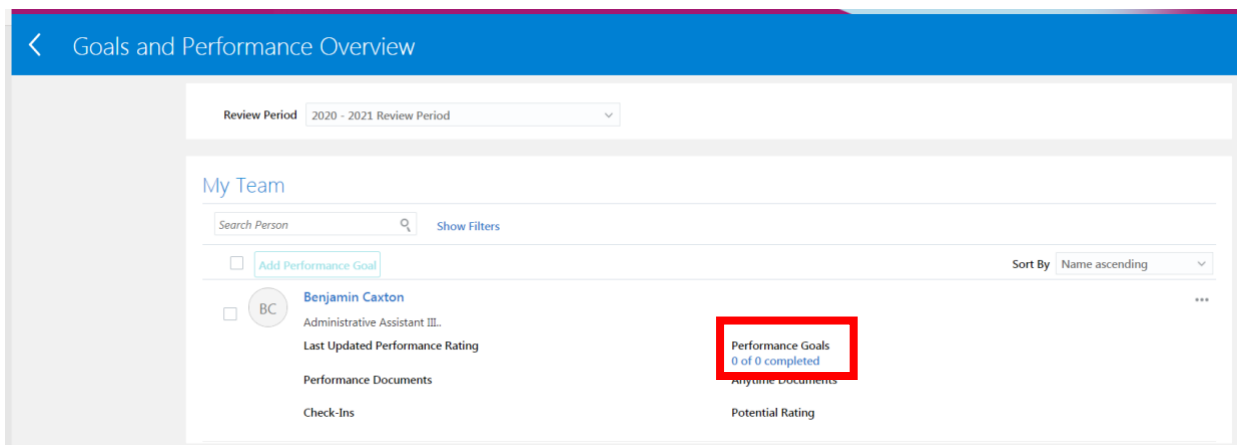 Goals and Performance Overview
Review Period 2020 - 2021 Review Period
My Team
Search Person Show Filters
Add Performance Goal Sort By Name ascending
BC Benjamin Caxton
Administrative Assistant III..
Last Updated Performance Rating Performance Goals
0 of 0 completed
Performance Documents Anytime Documents
Check-Ins Potential Rating